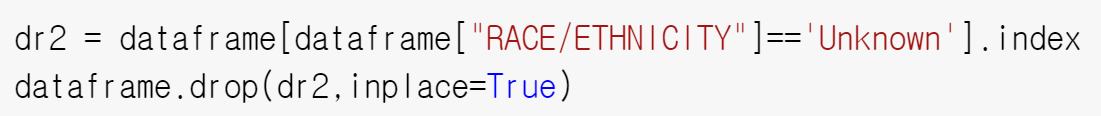 dr2 = dataframe[dataframe["RACE/ETHNICITY"]=='Unknown'].index
dataframe.drop(dr2,inplace=True)